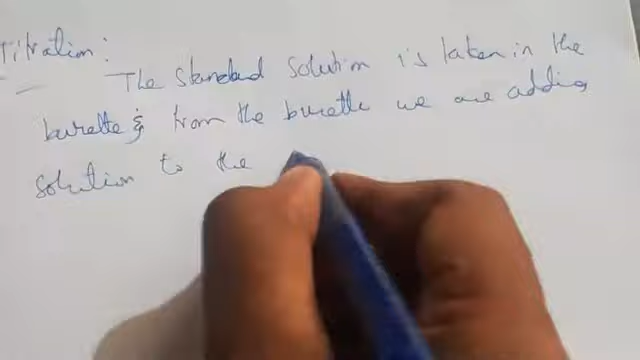 Titration:
The standard solution is taken in the
burette & from the burette we are adding
solution to the